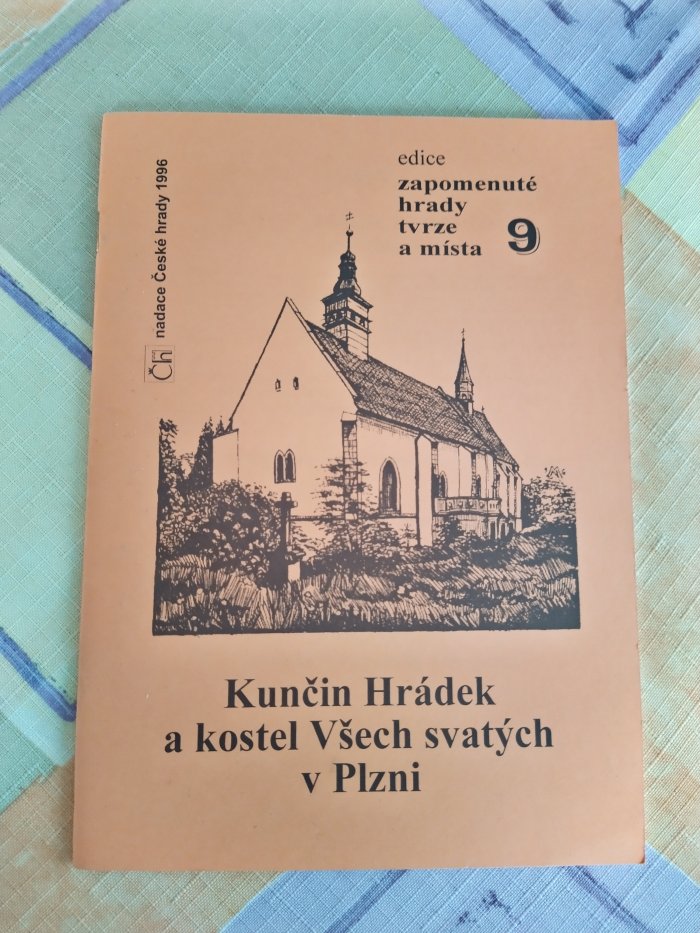 edice
zapomenuté
hrady
tvrze
a místa 9
Čh nadace České hrady 1996
Kunčin Hrádek
a kostel Všech svatých
v Plzni